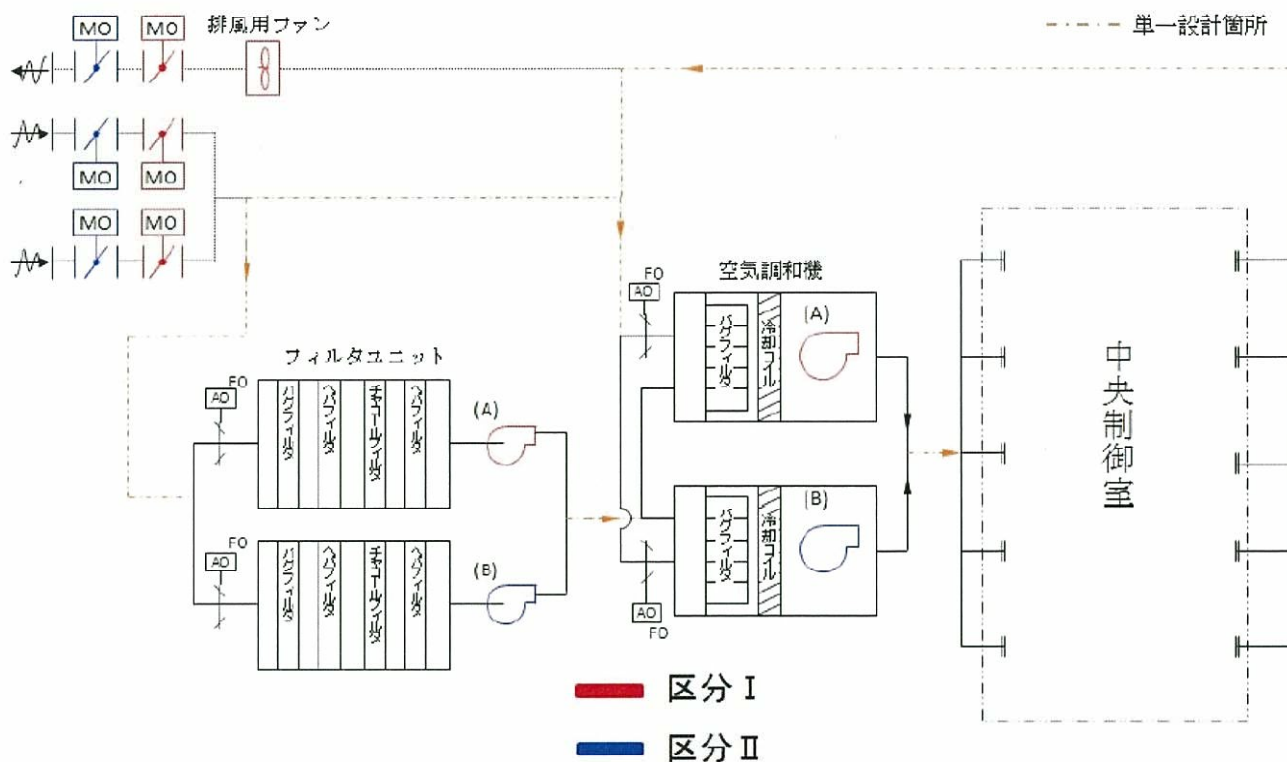 MO
MO
排風用ファン
単一設計箇所
MO
MO
MO
MO
空気調和機
FO
AO
バグフィルタ
冷却コイル
(A)
フィルタユニット
FO
AO
バグフィルタ
ヘパフィルタ
チャコールフィルタ
ヘパフィルタ
(A)
中央制御室
バグフィルタ
冷却コイル
(B)
FO
AO
バグフィルタ
ヘパフィルタ
チャコールフィルタ
ヘパフィルタ
(B)
AO
FO
区分Ⅰ
区分Ⅱ